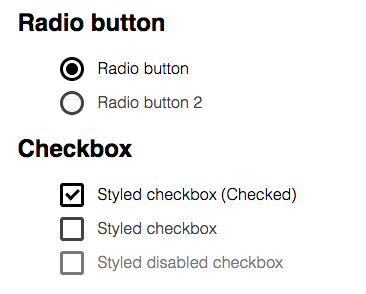 Radio button
Radio button
Radio button 2
Checkbox
Styled checkbox (Checked)
Styled checkbox
Styled disabled checkbox